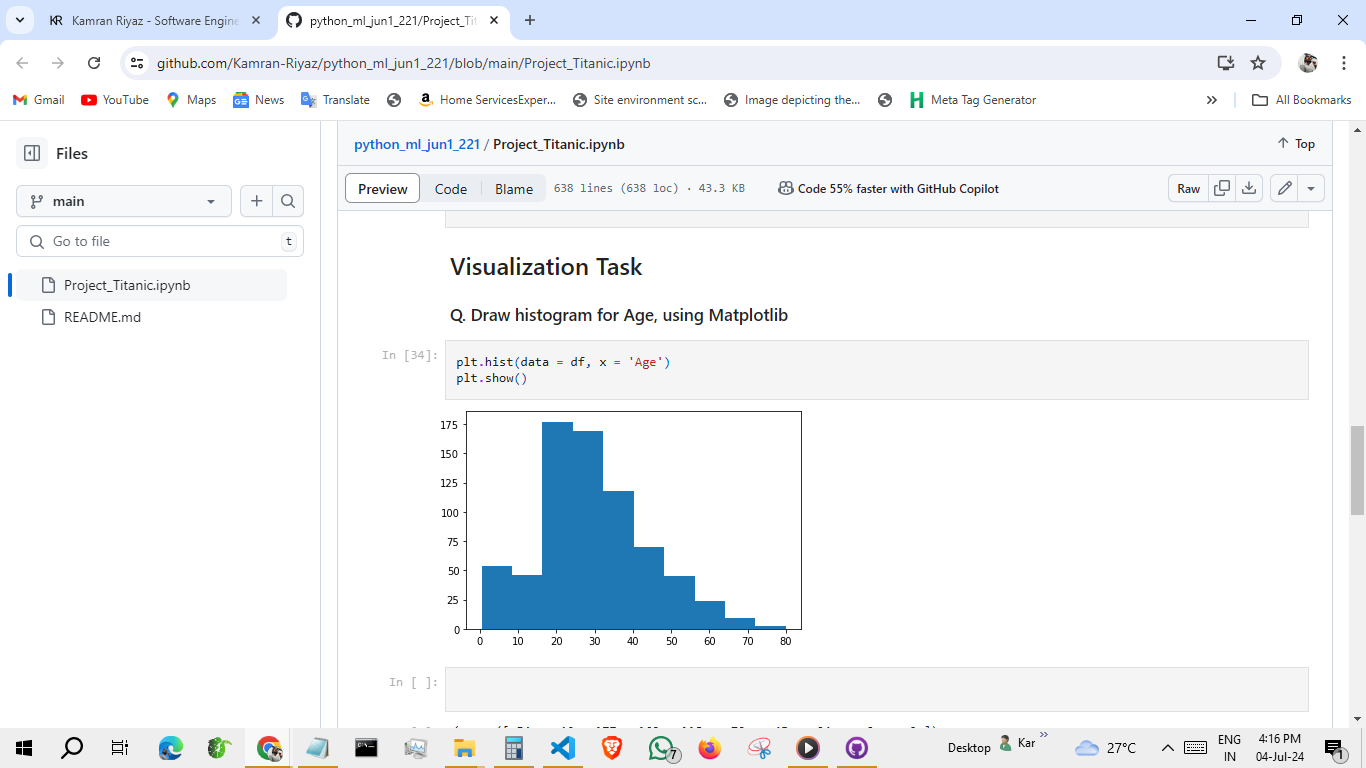 Kamran Riyaz - Software Engine
python_ml_jun1_221/Project_Tit
github.com/Kamran-Riyaz/python_ml_jun1_221/blob/main/Project_Titanic.ipynb
Gmail
YouTube
Maps
News
Translate
Home ServicesExper...
Site environment sc...
Image depicting the...
Meta Tag Generator
All Bookmarks
Files
main
Go to file
t
Project_Titanic.ipynb
README.md
python_ml_jun1_221 / Project_Titanic.ipynb
Top
Preview
Code
Blame
638 lines (638 loc) · 43.3 KB
Code 55% faster with GitHub Copilot
Raw
Visualization Task
Q. Draw histogram for Age, using Matplotlib
In [34]:
plt.hist(data = df, x = 'Age')
plt.show()
175
150
125
100
75
50
25
0
0 10 20 30 40 50 60 70 80
In [ ]:
7
Desktop
Kar
27°C
ENG
IN
4:16 PM
04-Jul-24
1